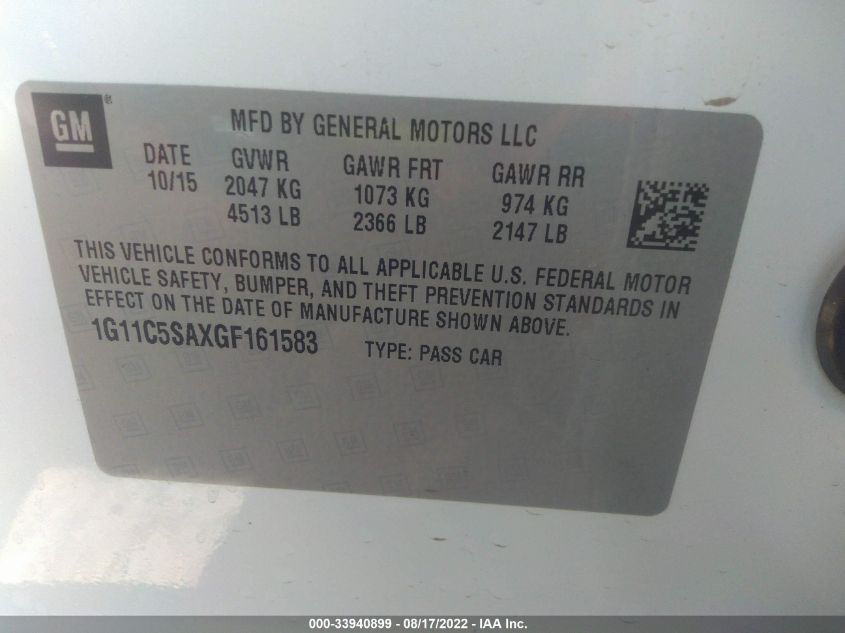 GM ®
MFD BY GENERAL MOTORS LLC
DATE GVWR GAWR FRT GAWR RR
10/15 2047 KG 1073 KG 974 KG
4513 LB 2366 LB 2147 LB
THIS VEHICLE CONFORMS TO ALL APPLICABLE U.S. FEDERAL MOTOR
VEHICLE SAFETY, BUMPER, AND THEFT PREVENTION STANDARDS IN
EFFECT ON THE DATE OF MANUFACTURE SHOWN ABOVE.
1G11C5SAXGF161583 TYPE: PASS CAR
000-33940899 - 08/17/2022 - IAA Inc.